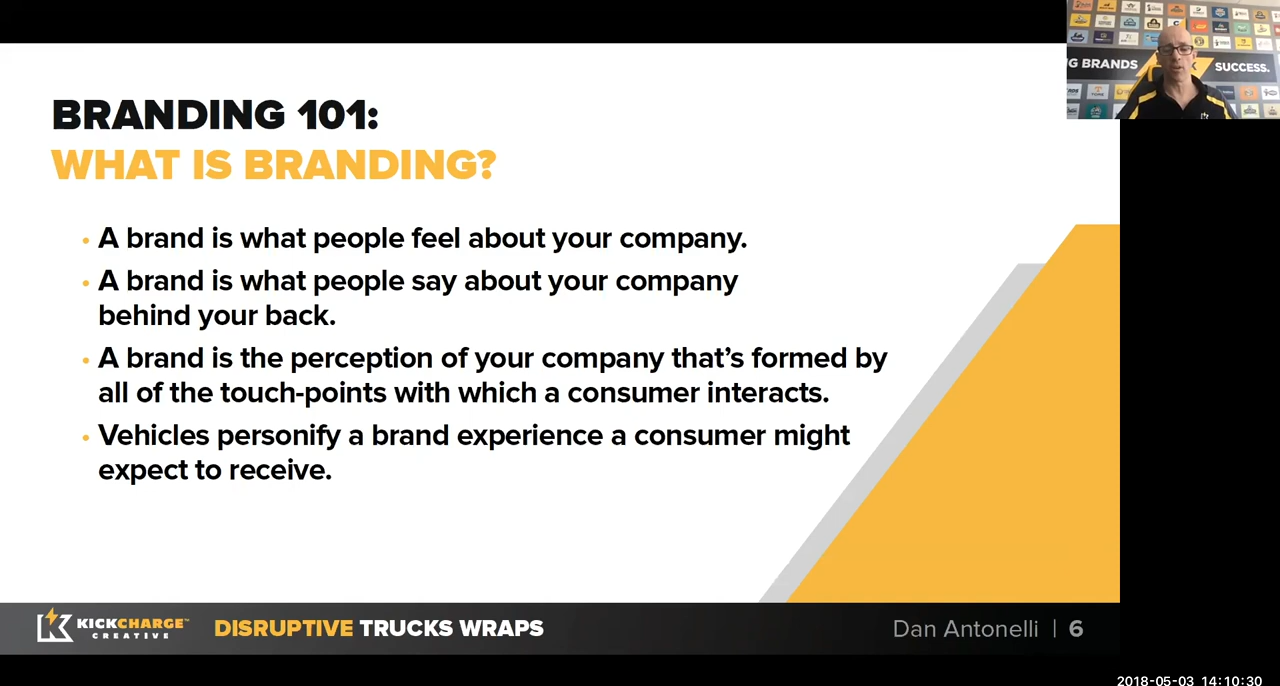 NG BRANDS
K
SUCCESS.
BRANDING 101:
WHAT IS BRANDING?
• A brand is what people feel about your company.
• A brand is what people say about your company
behind your back.
• A brand is the perception of your company that’s formed by
all of the touch-points with which a consumer interacts.
• Vehicles personify a brand experience a consumer might
expect to receive.
KICKCHARGE™
CREATIVE
DISRUPTIVE TRUCKS WRAPS
Dan Antonelli | 6
2018-05-03 14:10:30